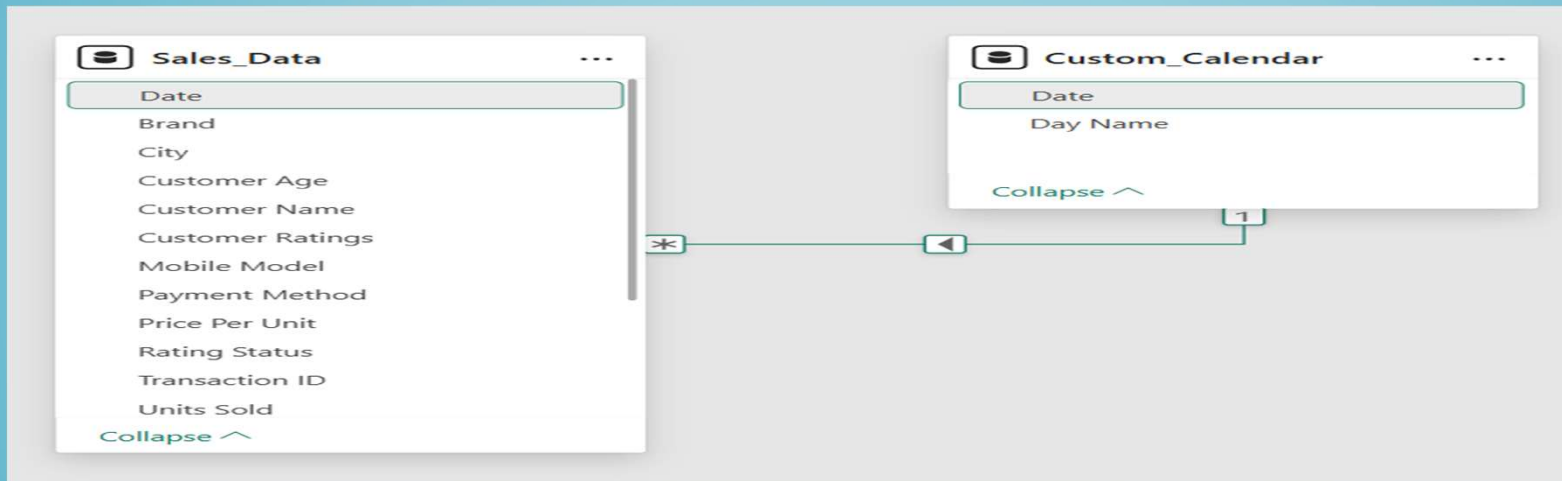 Sales_Data ...
Date
Brand
City
Customer Age
Customer Name
Customer Ratings
Mobile Model
Payment Method
Price Per Unit
Rating Status
Transaction ID
Units Sold
Collapse
*
Custom_Calendar ...
Date
Day Name
Collapse
1